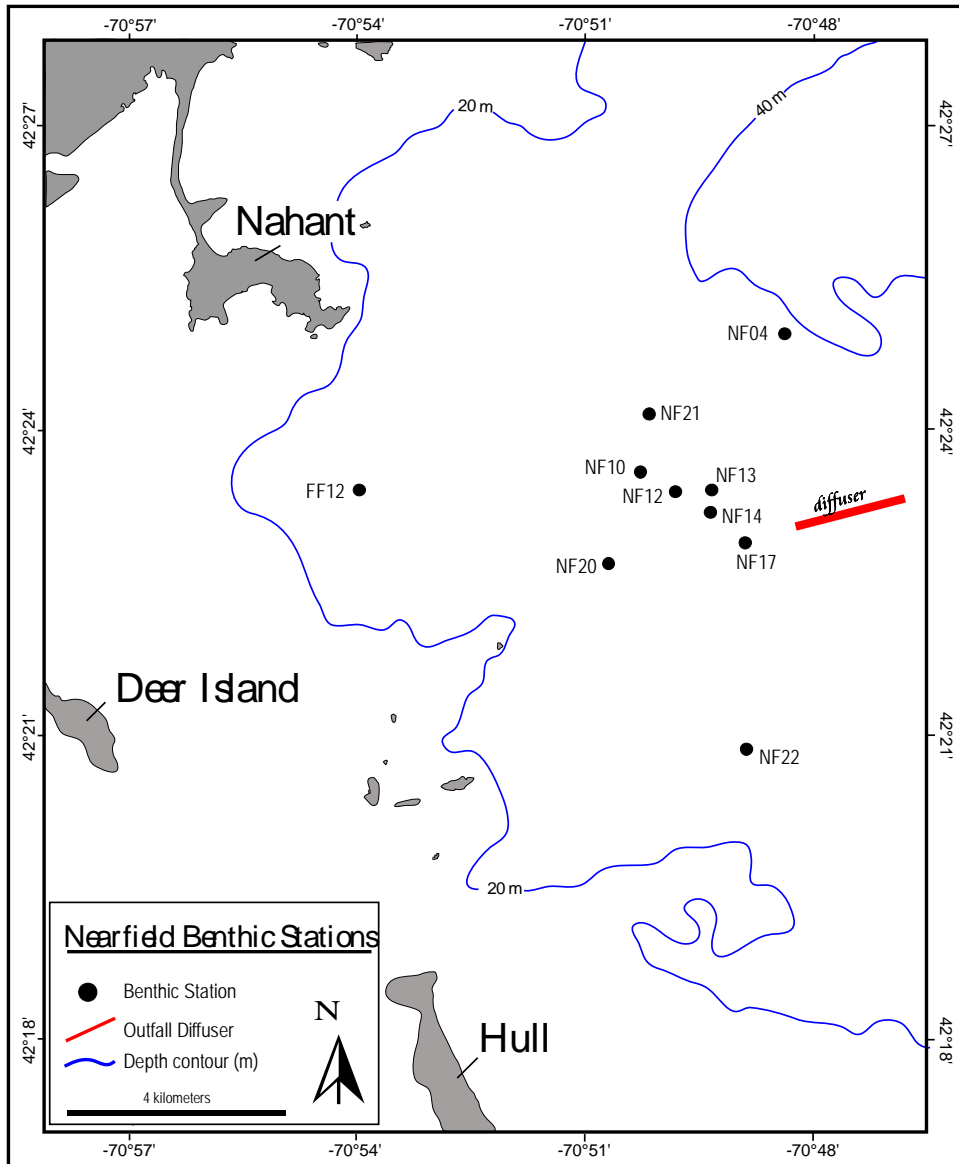 -70°57'
-70°54'
-70°51'
-70°48'
42°27'
42°27'
20 m
40 m
Nahant
NF04
NF21
42°24'
42°24'
NF10
NF13
FF12
NF12
diffuser
NF14
NF20
NF17
Deer Island
42°21'
42°21'
NF22
20 m
Nearfield Benthic Stations
Benthic Station
Outfall Diffuser
Depth contour (m)
4 kilometers
N
Hull
42°18'
42°18'
-70°57'
-70°54'
-70°51'
-70°48'